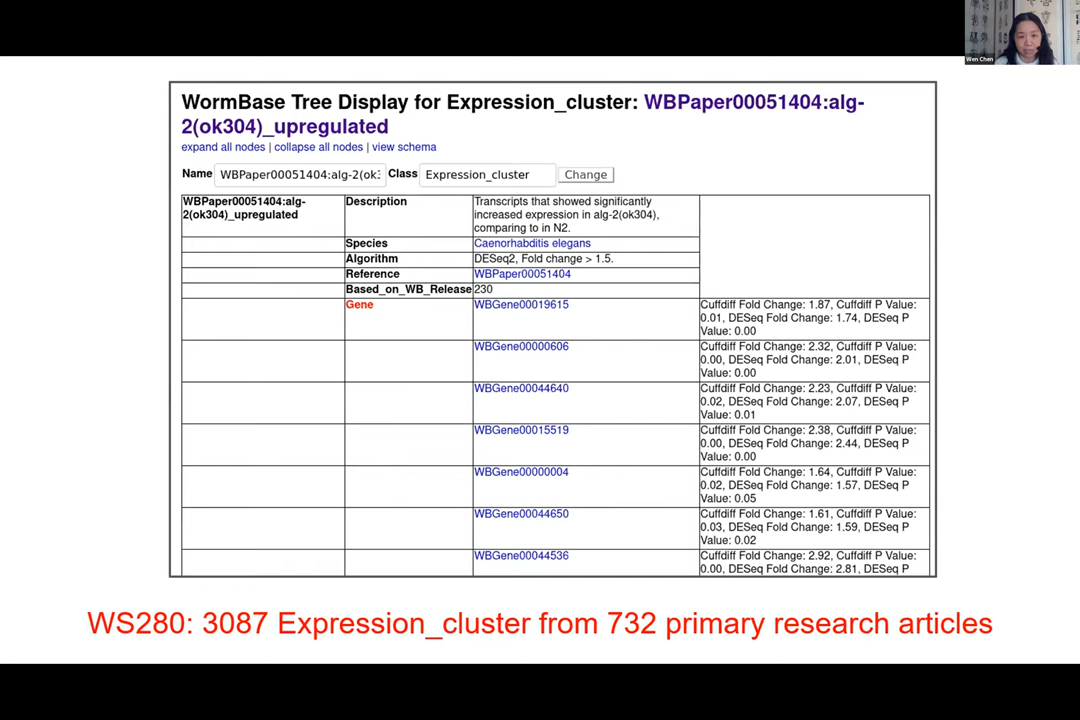 Wen Chen
WormBase Tree Display for Expression_cluster: WBPaper00051404:alg-
2(ok304)_upregulated
expand all nodes | collapse all nodes | view schema
Name WBPaper00051404:alg-2(ok: Class Expression_cluster Change
WBPaper00051404:alg-
2(ok304)_upregulated
Description
Transcripts that showed significantly
increased expression in alg-2(ok304),
comparing to in N2.
Species Caenorhabditis elegans
Algorithm DESeq2, Fold change > 1.5.
Reference WBPaper00051404
Based_on_WB_Release 230
Gene WBGene00019615
Cuffdiff Fold Change: 1.87, Cuffdiff P Value:
0.01, DESeq Fold Change: 1.74, DESeq P
Value: 0.00
WBGene00000606
Cuffdiff Fold Change: 2.32, Cuffdiff P Value:
0.00, DESeq Fold Change: 2.01, DESeq P
Value: 0.00
WBGene00044640
Cuffdiff Fold Change: 2.23, Cuffdiff P Value:
0.02, DESeq Fold Change: 2.07, DESeq P
Value: 0.01
WBGene00015519
Cuffdiff Fold Change: 2.38, Cuffdiff P Value:
0.00, DESeq Fold Change: 2.44, DESeq P
Value: 0.00
WBGene00000004
Cuffdiff Fold Change: 1.64, Cuffdiff P Value:
0.02, DESeq Fold Change: 1.57, DESeq P
Value: 0.05
WBGene00044650
Cuffdiff Fold Change: 1.61, Cuffdiff P Value:
0.03, DESeq Fold Change: 1.59, DESeq P
Value: 0.02
WBGene00044536
Cuffdiff Fold Change: 2.92, Cuffdiff P Value:
0.00, DESeq Fold Change: 2.81, DESeq P
WS280: 3087 Expression_cluster from 732 primary research articles